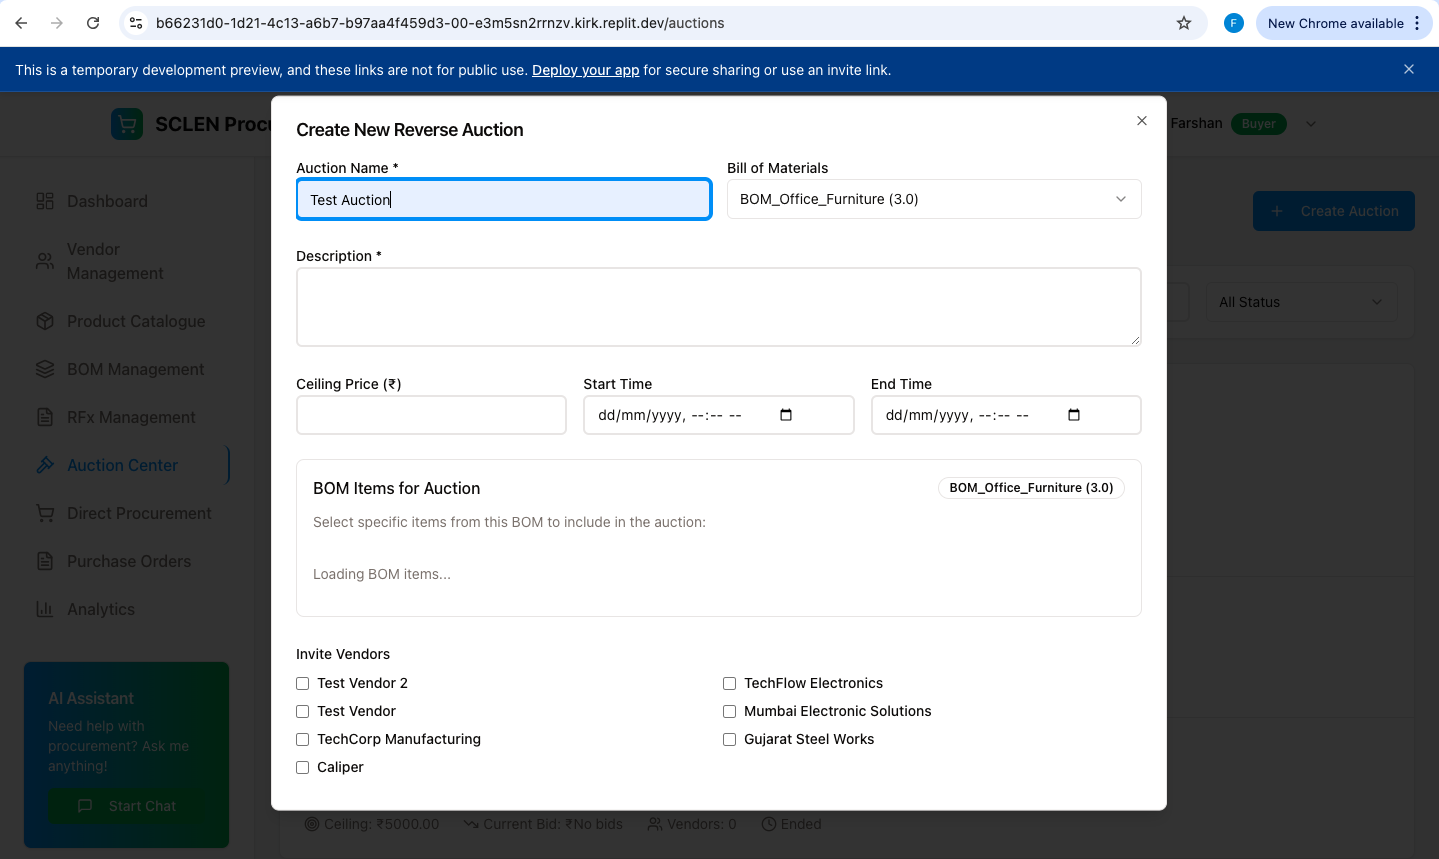 b66231d0-1d21-4c13-a6b7-b97aa4f459d3-00-e3m5sn2rrnzv.kirk.replit.dev/auctions
F
New Chrome available
This is a temporary development preview, and these links are not for public use. Deploy your app for secure sharing or use an invite link.
SCLEN Procu
Farshan
Buyer
Create New Reverse Auction
Auction Name *
Bill of Materials
Test Auction
BOM_Office_Furniture (3.0)
Description *
Ceiling Price (₹)
Start Time
End Time
dd/mm/yyyy, --:-- --
dd/mm/yyyy, --:-- --
BOM Items for Auction
BOM_Office_Furniture (3.0)
Select specific items from this BOM to include in the auction:
Loading BOM items...
Invite Vendors
Test Vendor 2
TechFlow Electronics
Test Vendor
Mumbai Electronic Solutions
TechCorp Manufacturing
Gujarat Steel Works
Caliper
Dashboard
Vendor
Management
Product Catalogue
BOM Management
RFx Management
Auction Center
Direct Procurement
Purchase Orders
Analytics
AI Assistant
Need help with
procurement? Ask me
anything!
Start Chat
Create Auction
All Status
Ceiling: ₹5000.00
Current Bid: ₹No bids
Vendors: 0
Ended